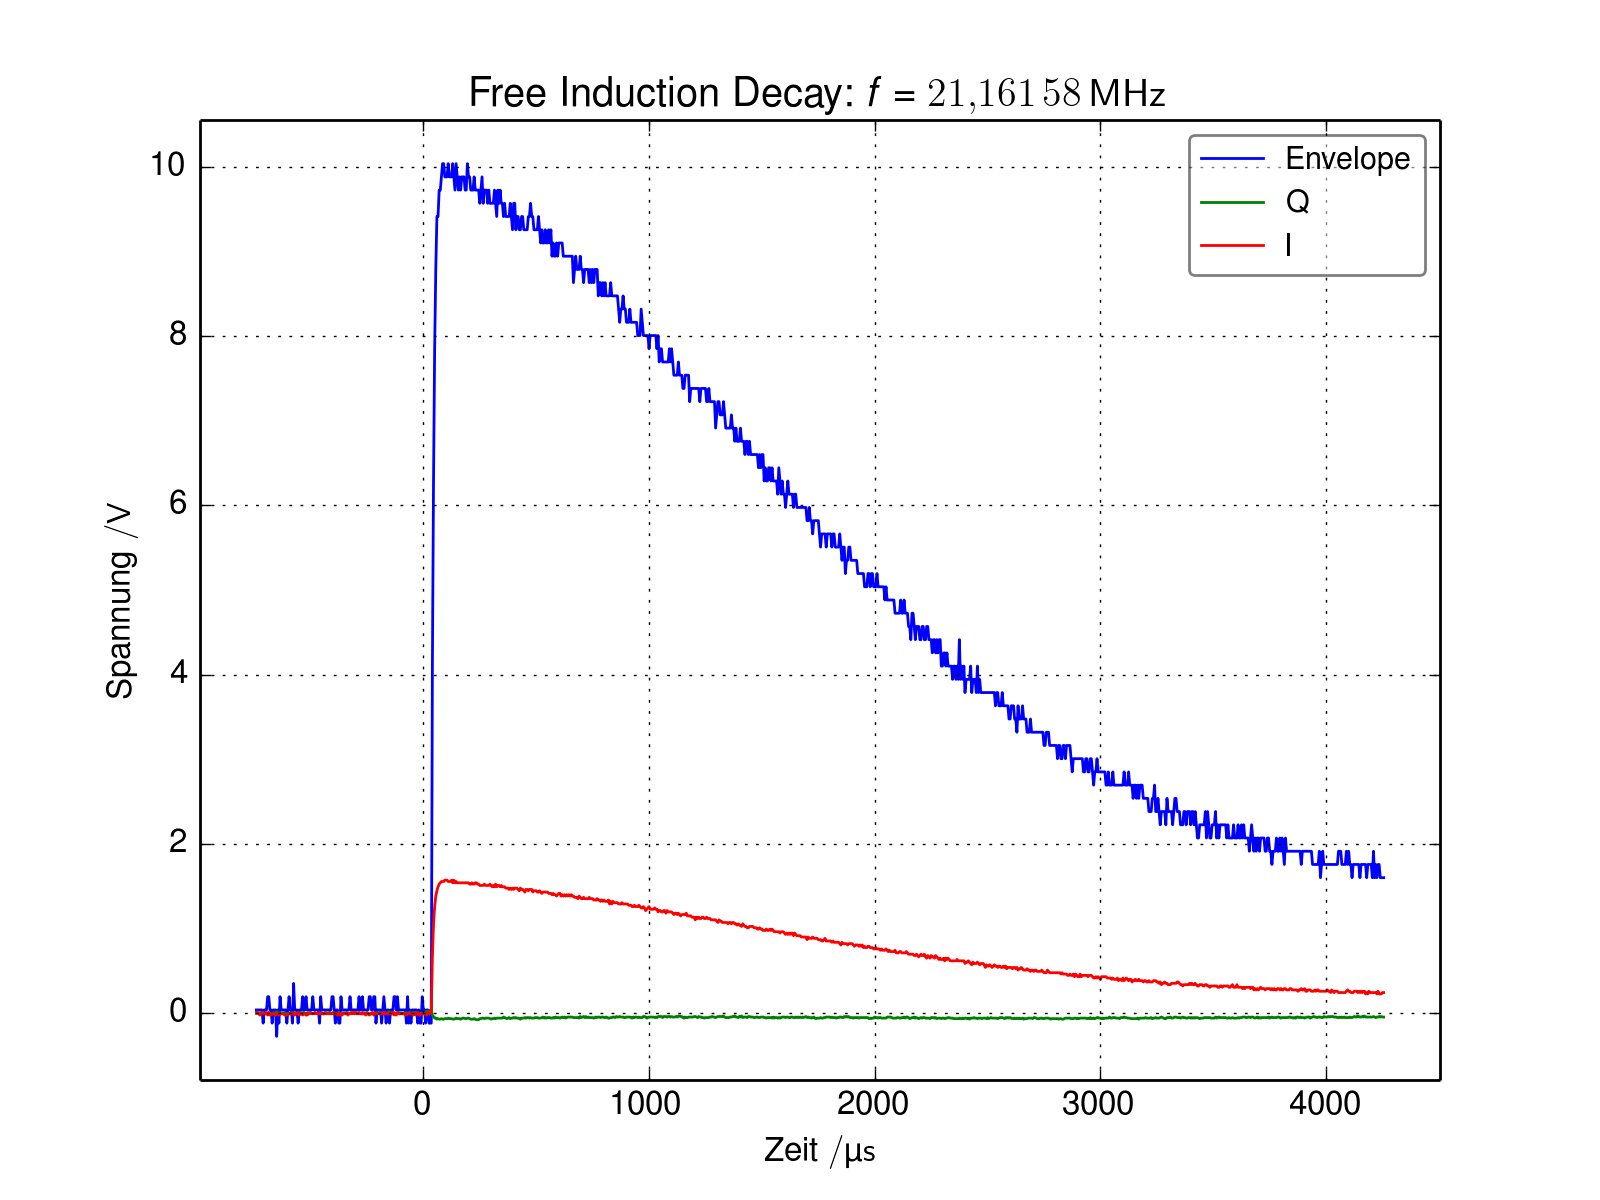 Free Induction Decay: f = 21,161 58 MHz
Envelope
Q
I
10
8
6
4
2
0
Spannung /V
0 1000 2000 3000 4000
Zeit /µs